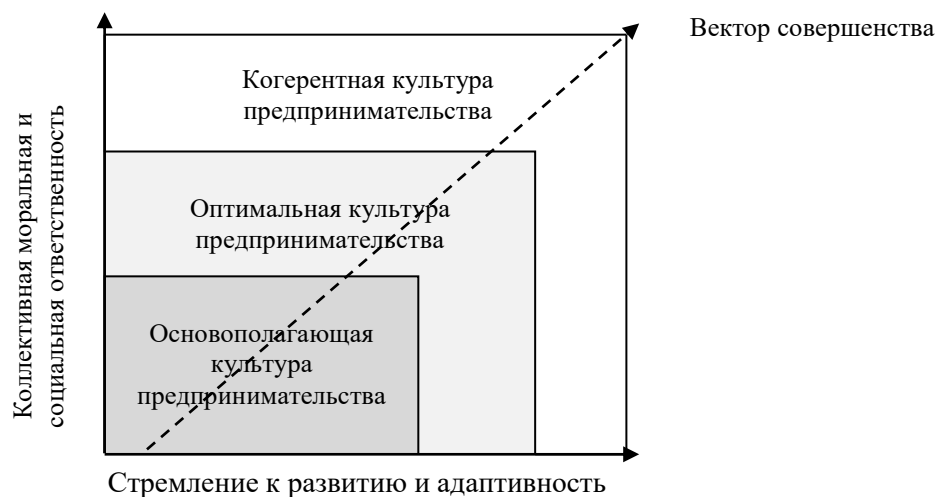 Вектор совершенства
Когерентная культура
предпринимательства
Коллективная моральная и
социальная ответственность
Оптимальная культура
предпринимательства
Основополагающая
культура
предпринимательства
Стремление к развитию и адаптивность